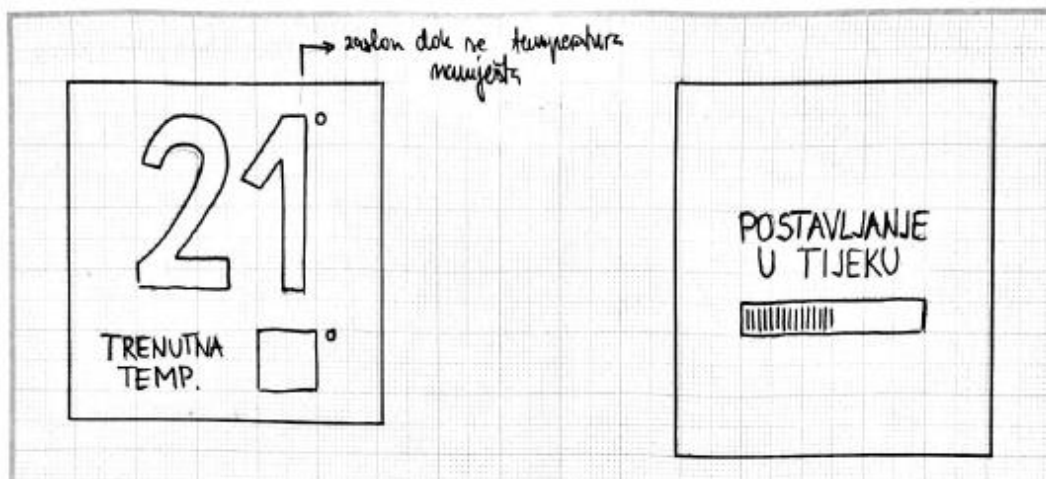 zaslon dok se temperatura
namješta
21°
TRENUTNA
TEMP.
°
POSTAVLJANJE
U TIJEKU